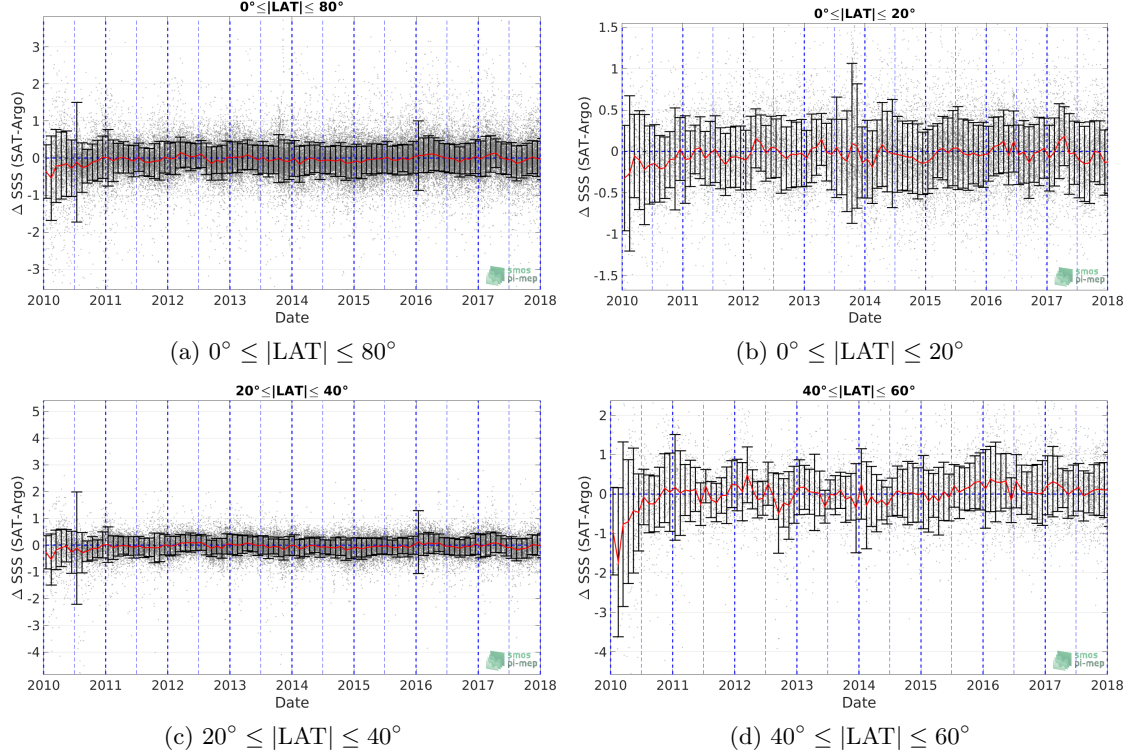 0°≤|LAT|≤ 80°
Δ SSS (SAT-Argo)
3
2
1
0
-1
-2
-3
2010 2011 2012 2013 2014 2015 2016 2017 2018
Date
smos
pi-mep
(a) 0° ≤ |LAT| ≤ 80°
0°≤|LAT|≤ 20°
Δ SSS (SAT-Argo)
1.5
1
0.5
0
-0.5
-1
-1.5
2010 2011 2012 2013 2014 2015 2016 2017 2018
Date
smos
pi-mep
(b) 0° ≤ |LAT| ≤ 20°
20°≤|LAT|≤ 40°
Δ SSS (SAT-Argo)
5
4
3
2
1
0
-1
-2
-3
-4
2010 2011 2012 2013 2014 2015 2016 2017 2018
Date
smos
pi-mep
(c) 20° ≤ |LAT| ≤ 40°
40°≤|LAT|≤ 60°
Δ SSS (SAT-Argo)
2
1
0
-1
-2
-3
-4
2010 2011 2012 2013 2014 2015 2016 2017 2018
Date
smos
pi-mep
(d) 40° ≤ |LAT| ≤ 60°